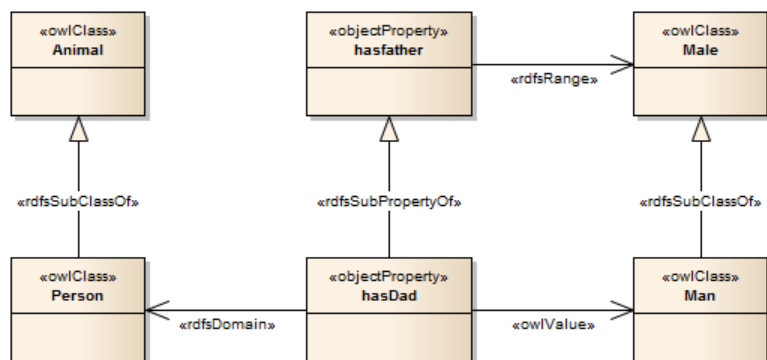 «owlClass»
Animal
«objectProperty»
hasfather
«owlClass»
Male
«rdfsRange»
«rdfsSubClassOf»
«rdfsSubPropertyOf»
«rdfsSubClassOf»
«owlClass»
Person
«objectProperty»
hasDad
«owlClass»
Man
«rdfsDomain»
«owlValue»